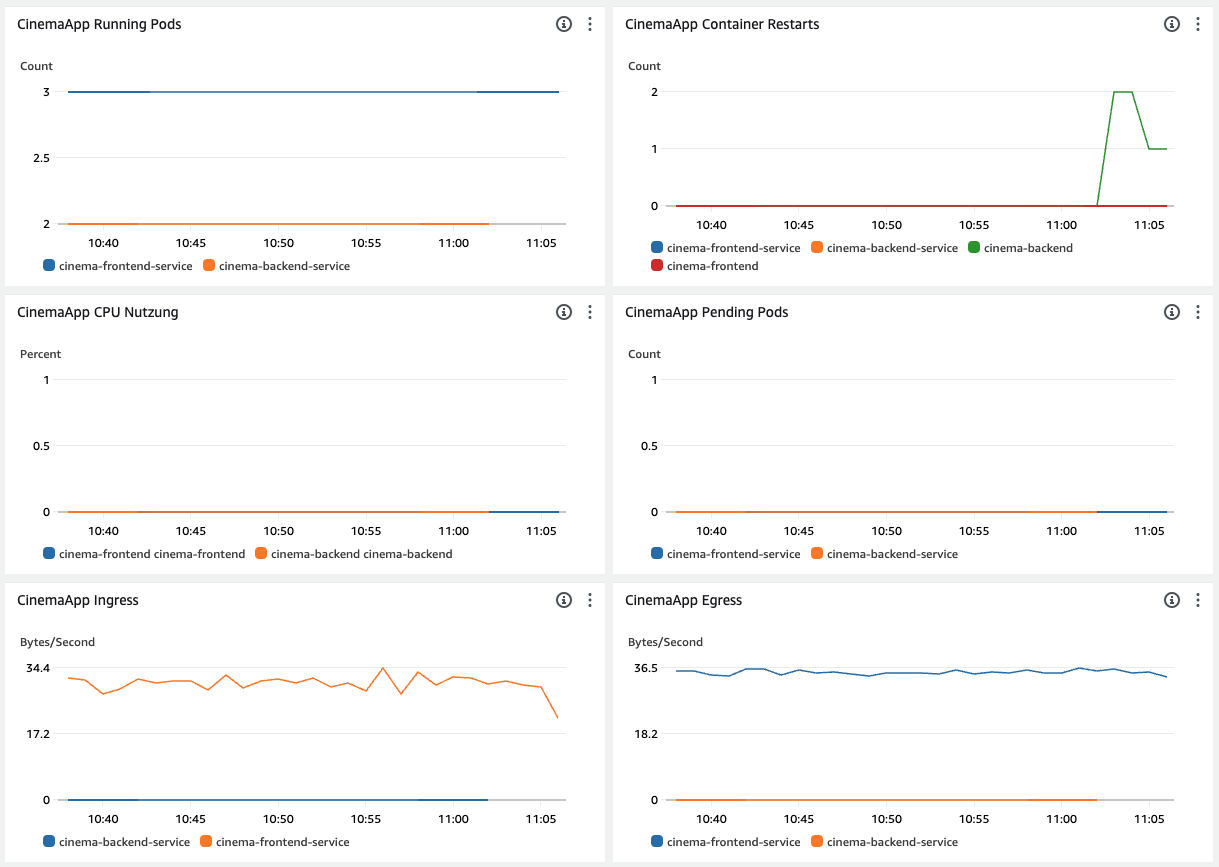 CinemaApp Running Pods
Count
3
2.5
2
10:40 10:45 10:50 10:55 11:00 11:05
cinema-frontend-service cinema-backend-service
CinemaApp Container Restarts
Count
2
1
0
10:40 10:45 10:50 10:55 11:00 11:05
cinema-frontend-service cinema-backend-service cinema-backend
cinema-frontend
CinemaApp CPU Nutzung
Percent
1
0.5
0
10:40 10:45 10:50 10:55 11:00 11:05
cinema-frontend cinema-frontend cinema-backend cinema-backend
CinemaApp Pending Pods
Count
1
0.5
0
10:40 10:45 10:50 10:55 11:00 11:05
cinema-frontend-service cinema-backend-service
CinemaApp Ingress
Bytes/Second
34.4
17.2
0
10:40 10:45 10:50 10:55 11:00 11:05
cinema-backend-service cinema-frontend-service
CinemaApp Egress
Bytes/Second
36.5
18.2
0
10:40 10:45 10:50 10:55 11:00 11:05
cinema-frontend-service cinema-backend-service